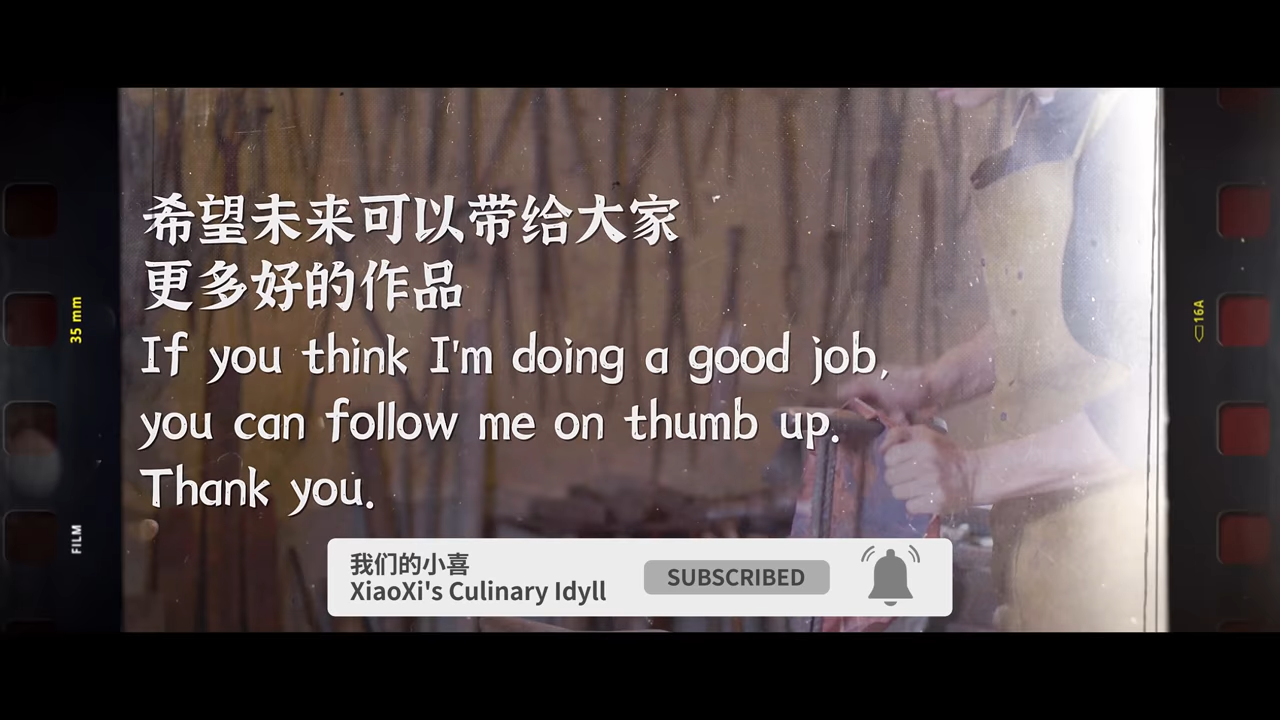 希望未来可以带给大家
更多好的作品
If you think I'm doing a good job,
you can follow me on thumb up.
Thank you.
35 mm
FILM
16A
我们的小喜
XiaoXi's Culinary Idyll
SUBSCRIBED